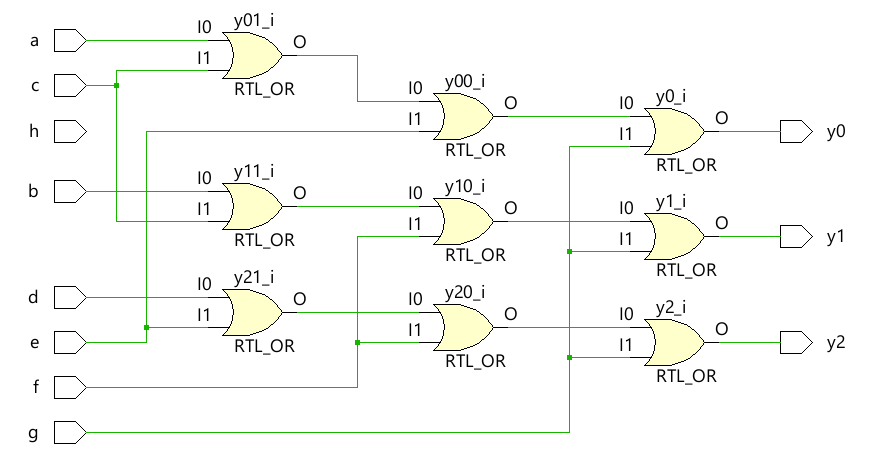 y01_i
I0
O
a
I1
c
RTL_OR
y00_i
I0
O
I1
RTL_OR
y0_i
I0
O
I1
RTL_OR
y0
h
y11_i
I0
O
b
I1
RTL_OR
y10_i
I0
O
I1
RTL_OR
y1_i
I0
O
I1
RTL_OR
y1
y21_i
I0
O
d
I1
e
RTL_OR
y20_i
I0
O
I1
RTL_OR
y2_i
I0
O
I1
RTL_OR
y2
f
g